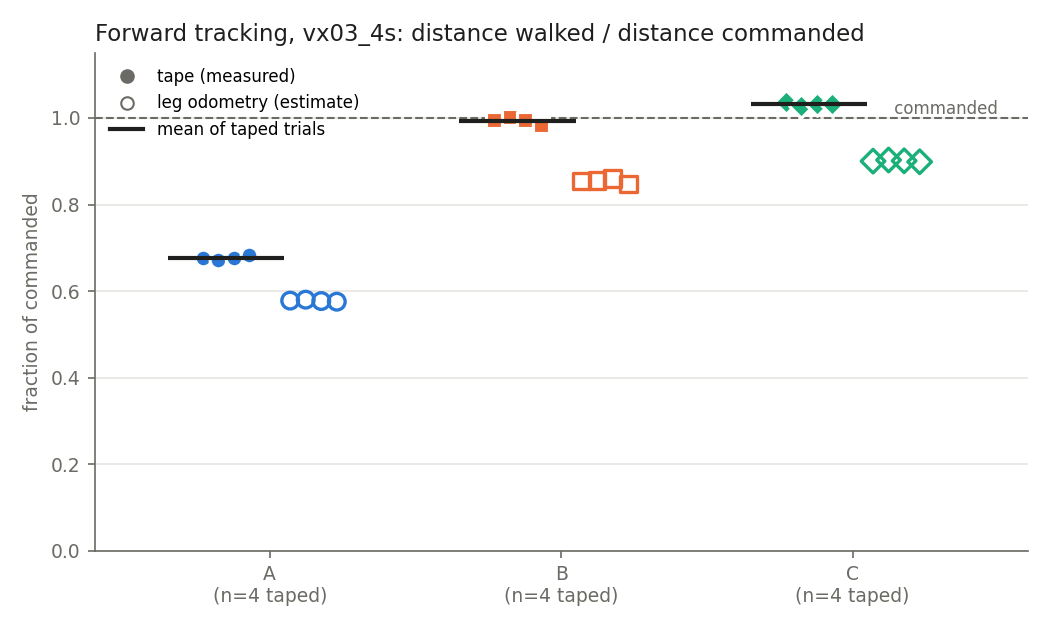 Forward tracking, vx03_4s: distance walked / distance commanded
tape (measured)
leg odometry (estimate)
mean of taped trials
commanded
fraction of commanded
1.0
0.8
0.6
0.4
0.2
0.0
A
(n=4 taped)
B
(n=4 taped)
C
(n=4 taped)